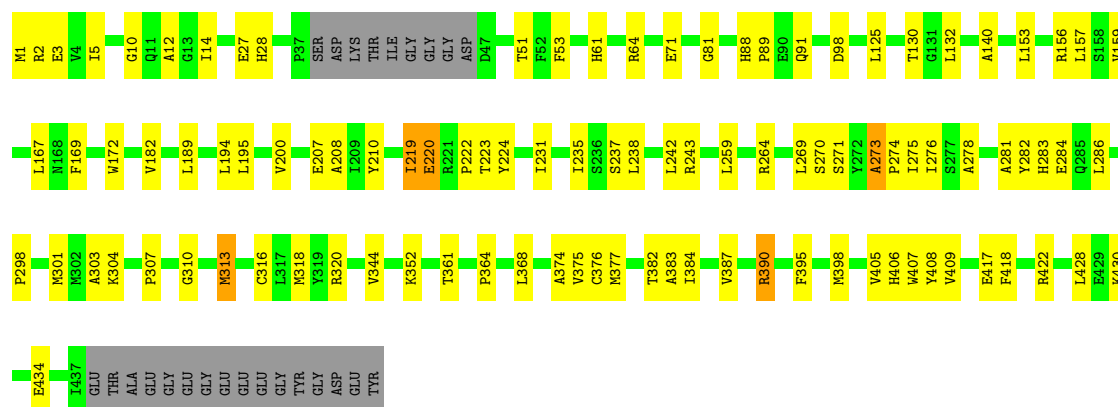 M1 R2 E3 V4 I5 G10 Q11 A12 G13 I14 E27 H28 P37 SER ASP LYS THR ILE GLY GLY GLY ASP D47 T51 F52 F53 H61 R64 E71 G81 H88 P89 E90 Q91 D98 L125 T130 G131 L132 A140 L153 R156 L157 S158 V159
L167 N168 F169 W172 V182 L189 L194 L195 V200 E207 A208 I209 Y210 I219 E220 R221 P222 T223 Y224 I231 I235 S236 S237 L238 L242 R243 L259 R264 L269 S270 S271 Y272 A273 P274 I275 I276 S277 A278 A281 Y282 H283 E284 Q285 L286
P298 M301 M302 A303 K304 P307 G310 M313 C316 L317 M318 Y319 R320 V344 K352 T361 P364 L368 A374 V375 C376 M377 T382 A383 I384 V387 R390 F395 M398 V405 H406 W407 Y408 V409 E417 F418 R422 L428 E429 K430
E434 I437 GLU THR ALA GLU GLY GLU GLY GLU GLU GLU GLY TYR GLY ASP GLU TYR